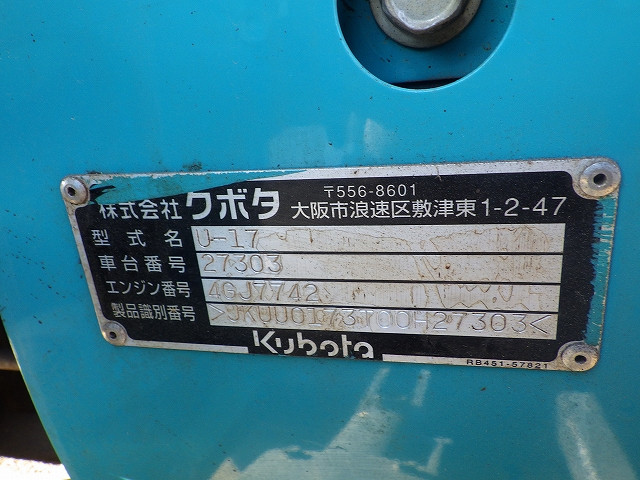 株式会社クボタ 〒556-8601 大阪市浪速区敷津東1-2-47
型式名 U-17
車台番号 27303
エンジン番号 4GJ7742
製品識別番号 >JKUU0173T00H27303<
Kubota
RB451-57821